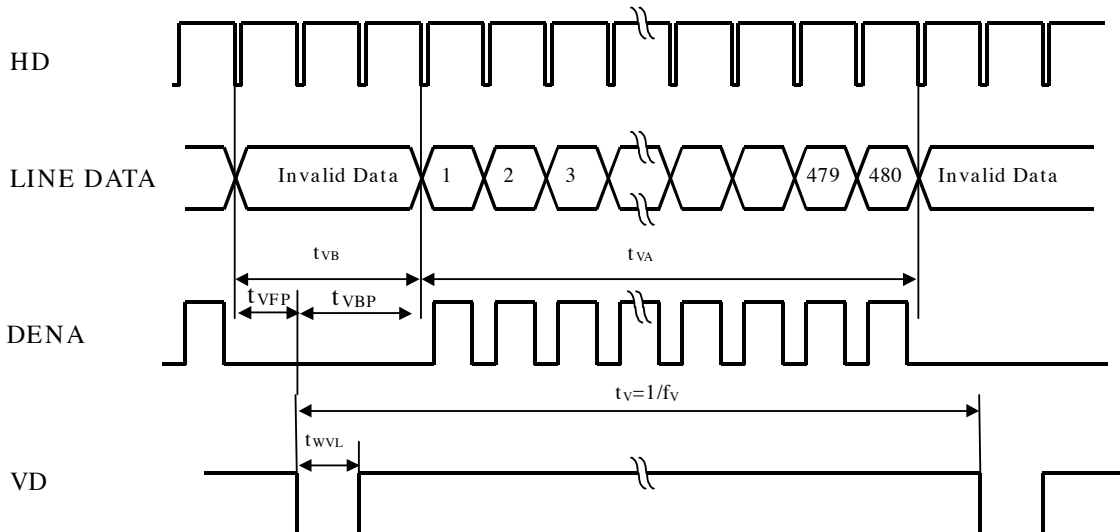 HD
LINE DATA
Invalid Data
1
2
3
479
480
Invalid Data
tVB
tVA
tVFP
tVBP
DENA
tV=1/fV
tWVL
VD